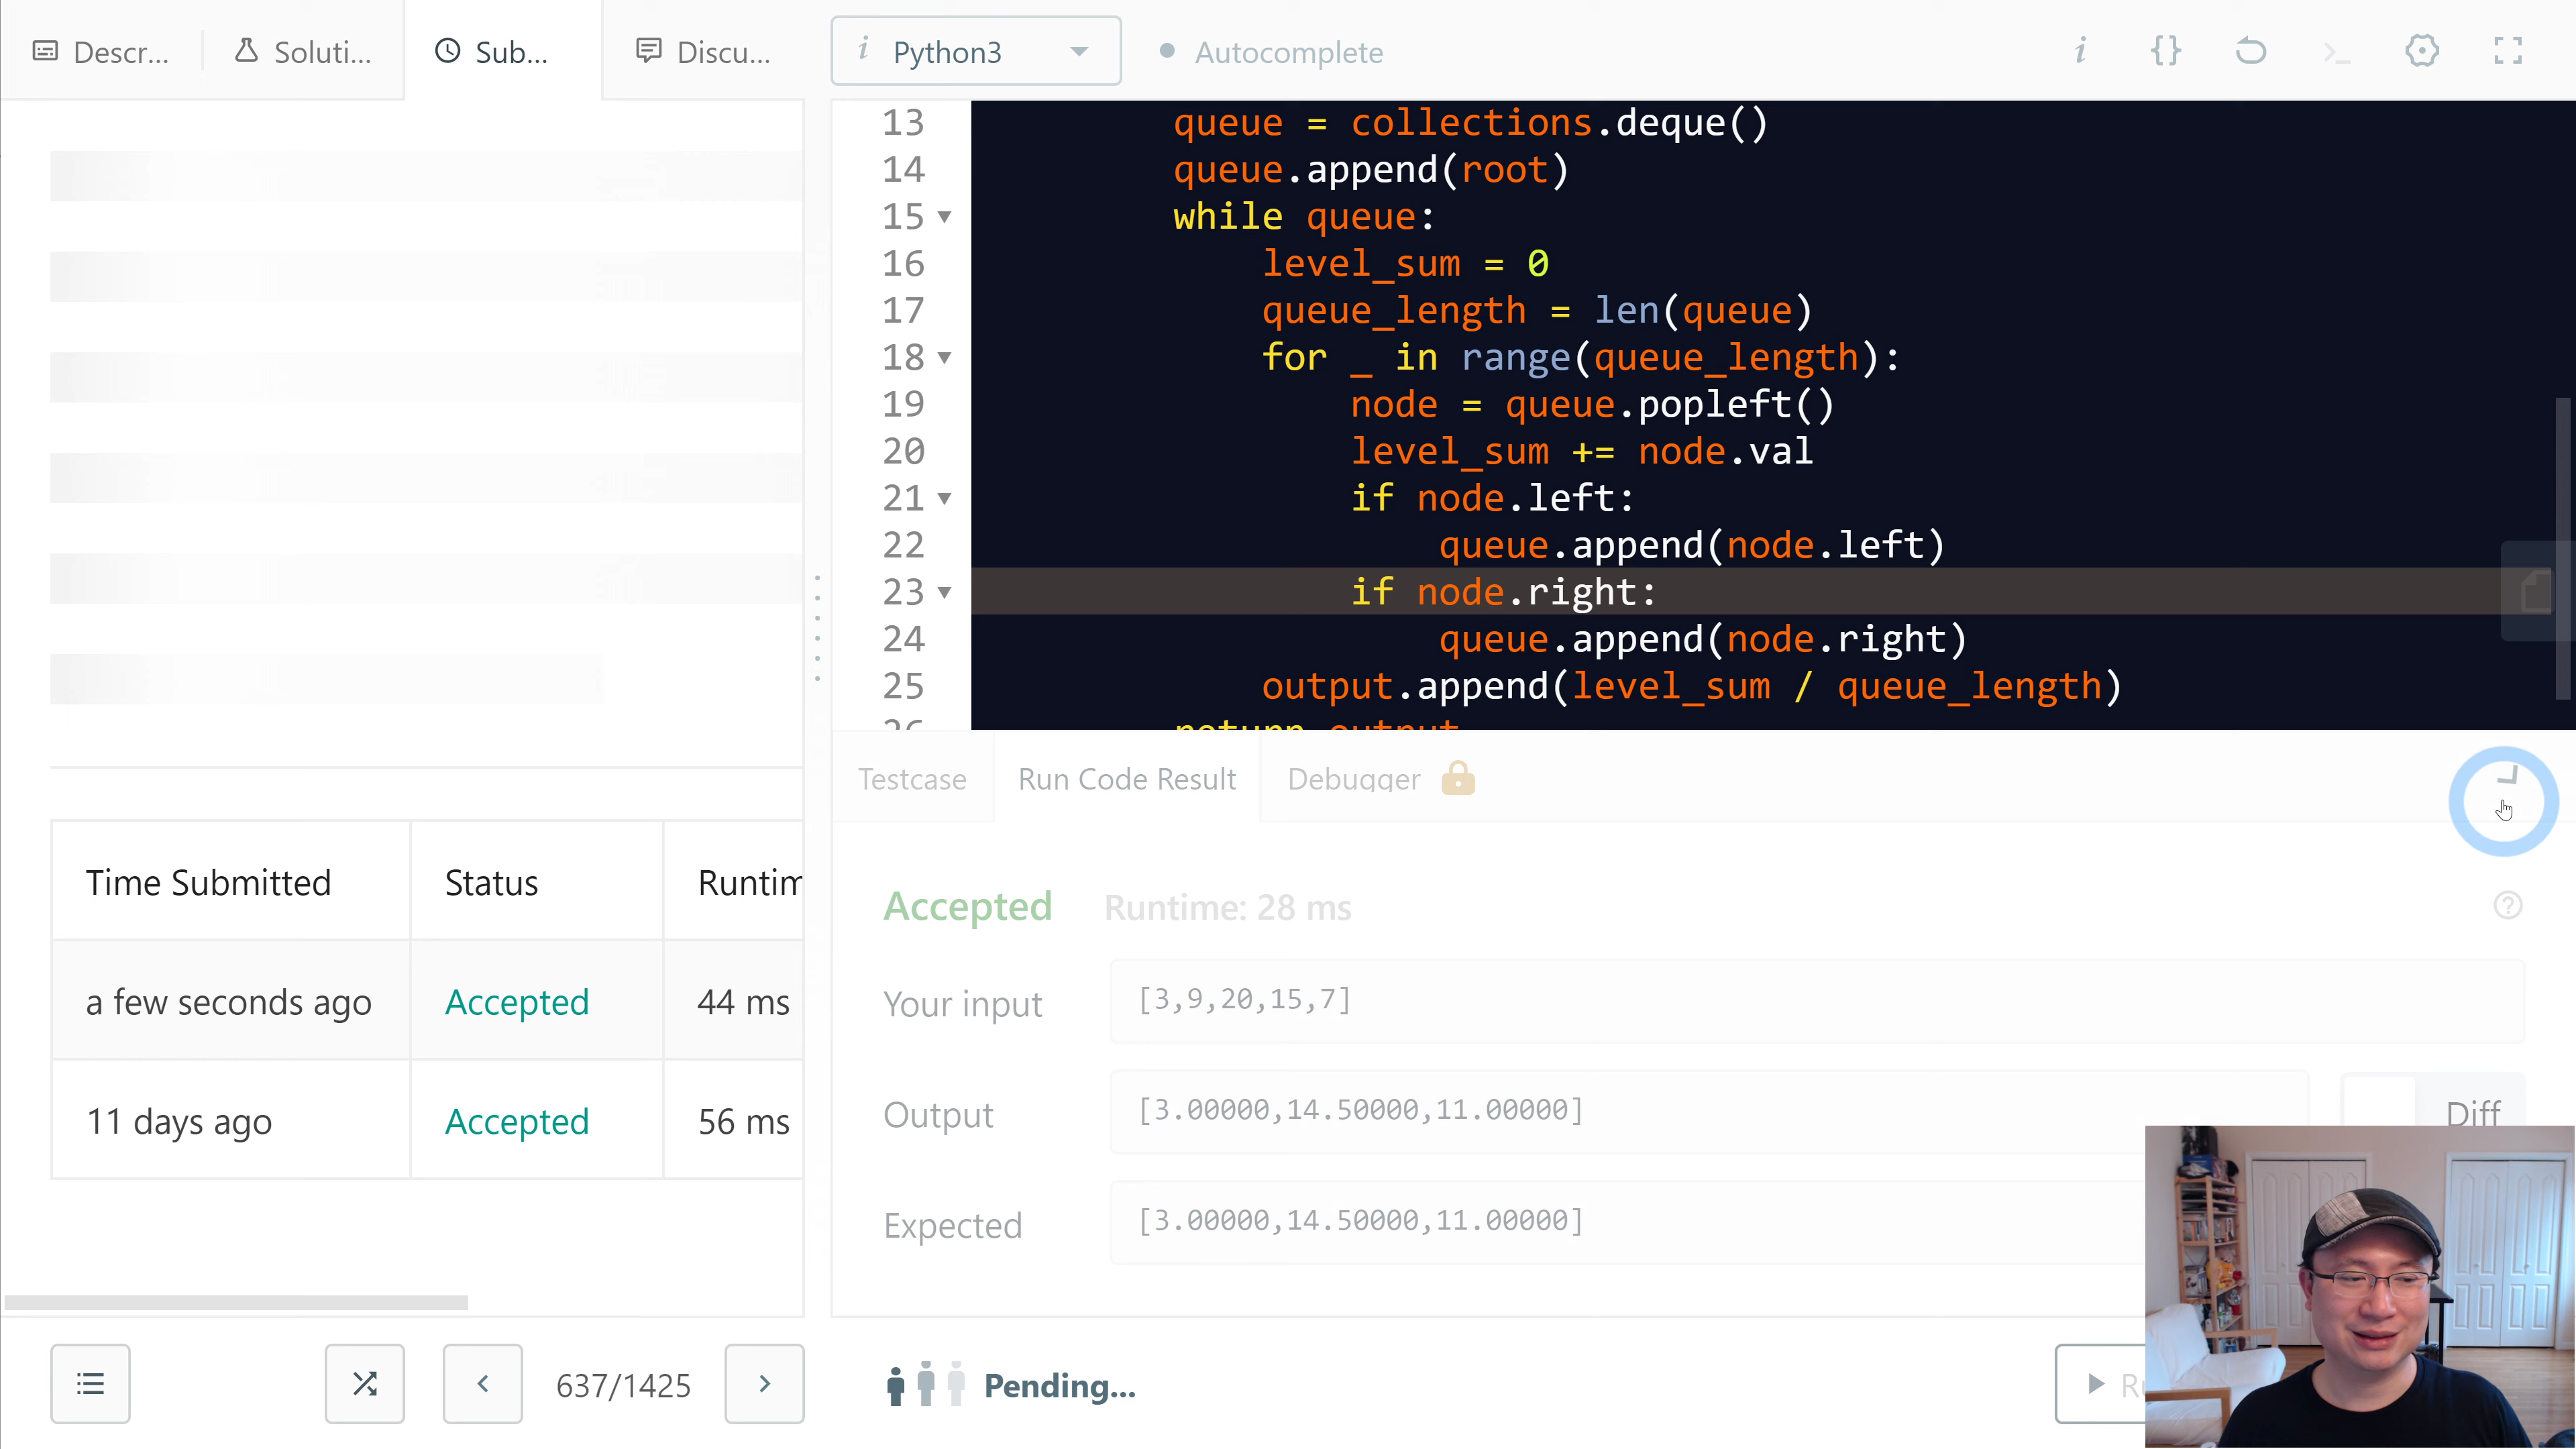 Descr... Soluti... Sub... Discu...
i Python3 Autocomplete i {} >_
13 queue = collections.deque()
14 queue.append(root)
15 while queue:
16 level_sum = 0
17 queue_length = len(queue)
18 for _ in range(queue_length):
19 node = queue.popleft()
20 level_sum += node.val
21 if node.left:
22 queue.append(node.left)
23 if node.right:
24 queue.append(node.right)
25 output.append(level_sum / queue_length)
26 return output
Testcase Run Code Result Debugger
Time Submitted Status Runtim
a few seconds ago Accepted 44 ms
11 days ago Accepted 56 ms
Accepted Runtime: 28 ms
Your input [3,9,20,15,7]
Output [3.00000,14.50000,11.00000] Diff
Expected [3.00000,14.50000,11.00000]
637/1425
Pending...